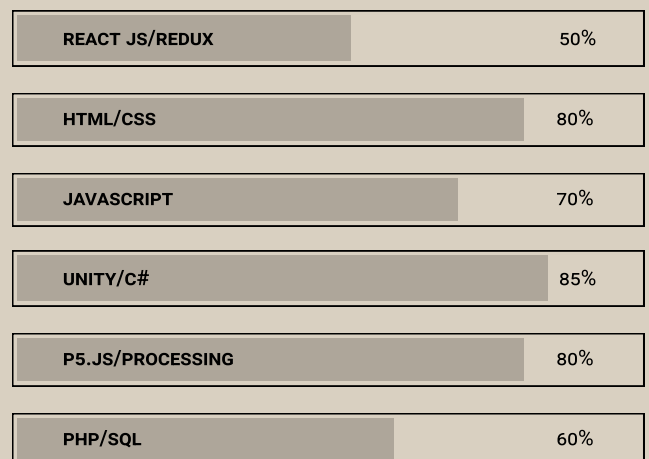 REACT JS/REDUX 50%
HTML/CSS 80%
JAVASCRIPT 70%
UNITY/C# 85%
P5.JS/PROCESSING 80%
PHP/SQL 60%